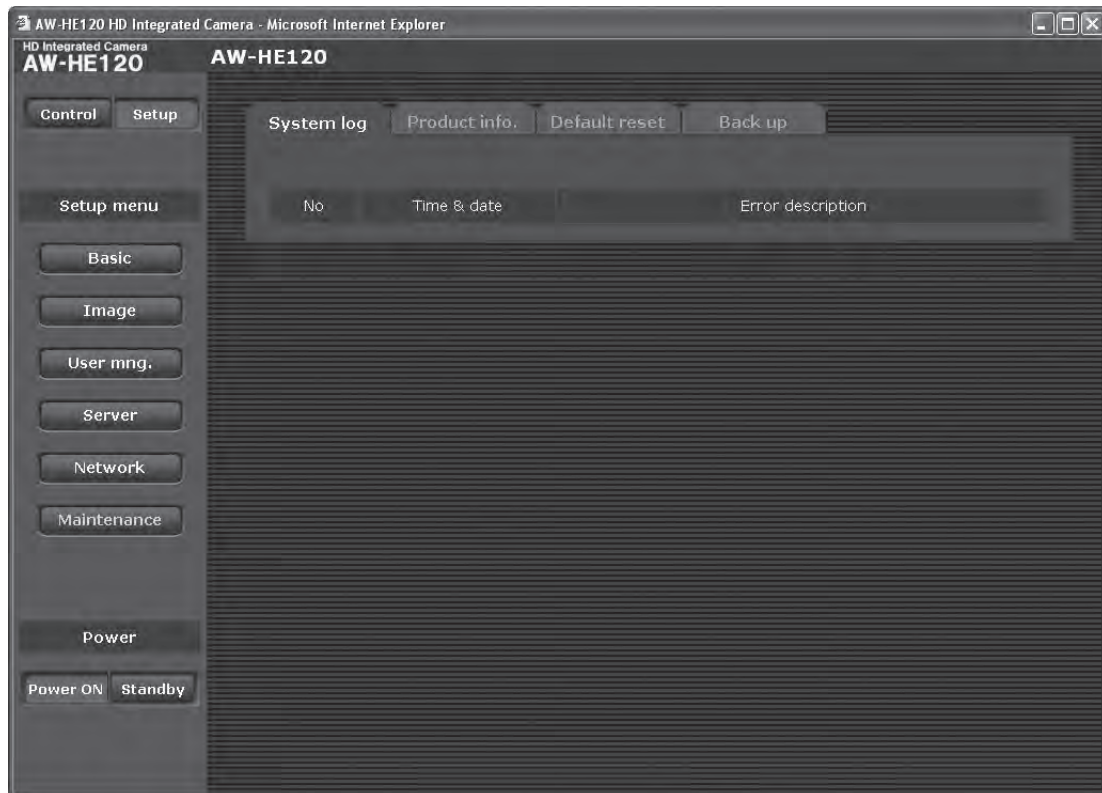 AW-HE120 HD Integrated Camera - Microsoft Internet Explorer
HD Integrated Camera
AW-HE120
AW-HE120
Control Setup
System log Product info. Default reset Back up
Setup menu
No Time & date Error description
Basic
Image
User mng.
Server
Network
Maintenance
Power
Power ON Standby